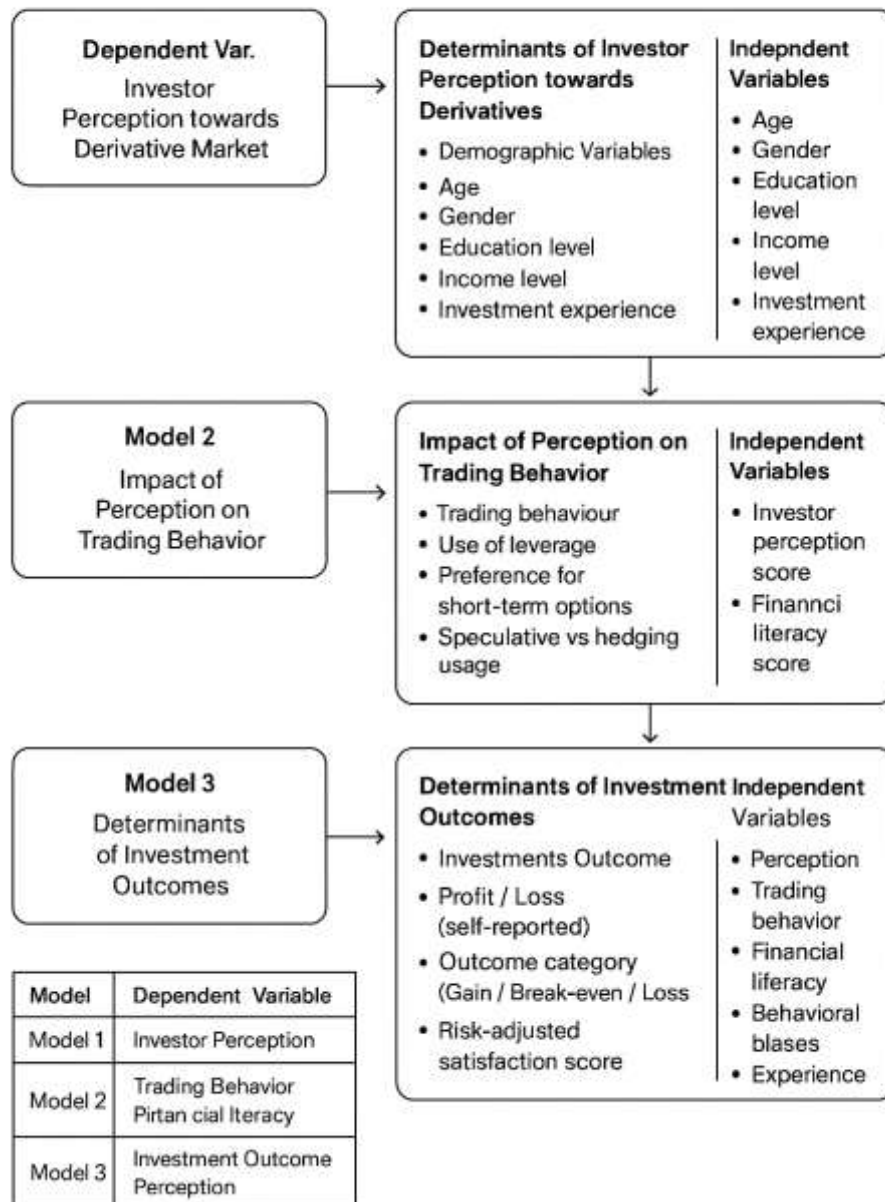 Dependent Var.
Investor
Perception towards
Derivative Market
Determinants of Investor
Perception towards
Derivatives
• Demographic Variables
• Age
• Gender
• Education level
• Income level
• Investment experience
Indepndent
Variables
• Age
• Gender
• Education
level
• Income
level
• Investment
experience
Model 2
Impact of
Perception on
Trading Behavior
Impact of Perception on
Trading Behavior
• Trading behaviour
• Use of leverage
• Preference for
short-term options
• Speculative vs hedging
usage
Independent
Variables
• Investor
perception
score
• Finannci
literacy
score
Model 3
Determinants
of Investment
Outcomes
Determinants of Investment
Outcomes
• Investments Outcome
• Profit / Loss
(self-reported)
• Outcome category
(Gain / Break-even / Loss
• Risk-adjusted
satisfaction score
Independent
Variables
• Perception
• Trading
behavior
• Financial
liferacy
• Behavioral
blases
• Experience
Model Dependent Variable
Model 1 Investor Perception
Model 2 Trading Behavior
Pirtan cial Iteracy
Model 3 Investment Outcome
Perception